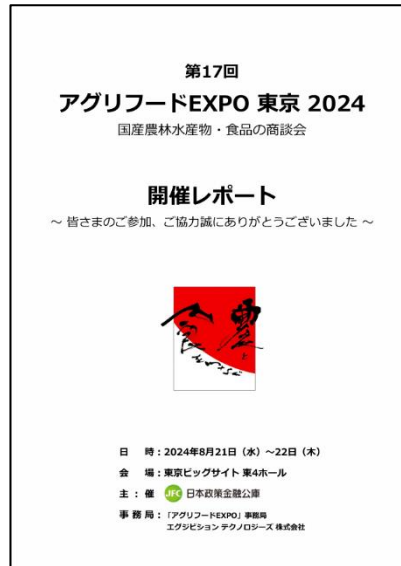 第17回
アグリフードEXPO 東京 2024
国産農林水産物・食品の商談会
開催レポート
～ 皆さまのご参加、ご協力誠にありがとうございました ～
農と
食をつなぐ
日　時：2024年8月21日（水）～22日（木）
会　場：東京ビッグサイト 東4ホール
主：催 JFC 日本政策金融公庫
事務局：「アグリフードEXPO」事務局
エグジビション テクノロジーズ 株式会社